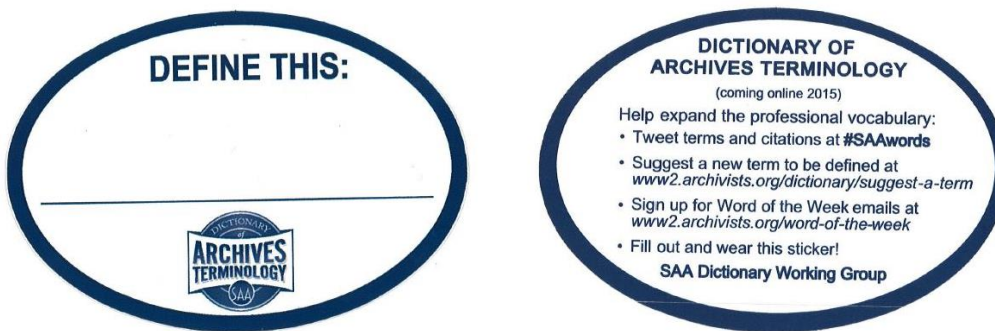 DEFINE THIS:
DICTIONARY
of
ARCHIVES
TERMINOLOGY
SAA
DICTIONARY OF
ARCHIVES TERMINOLOGY
(coming online 2015)
Help expand the professional vocabulary:
• Tweet terms and citations at #SAAwords
• Suggest a new term to be defined at
www2.archivists.org/dictionary/suggest-a-term
• Sign up for Word of the Week emails at
www2.archivists.org/word-of-the-week
• Fill out and wear this sticker!
SAA Dictionary Working Group